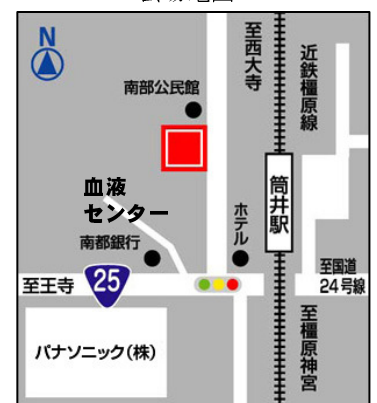 N
至西大寺
近鉄橿原線
南部公民館
血液
センター
筒井駅
ホテル
南都銀行
至王寺
25
至国道
24号線
至橿原神宮
パナソニック(株)